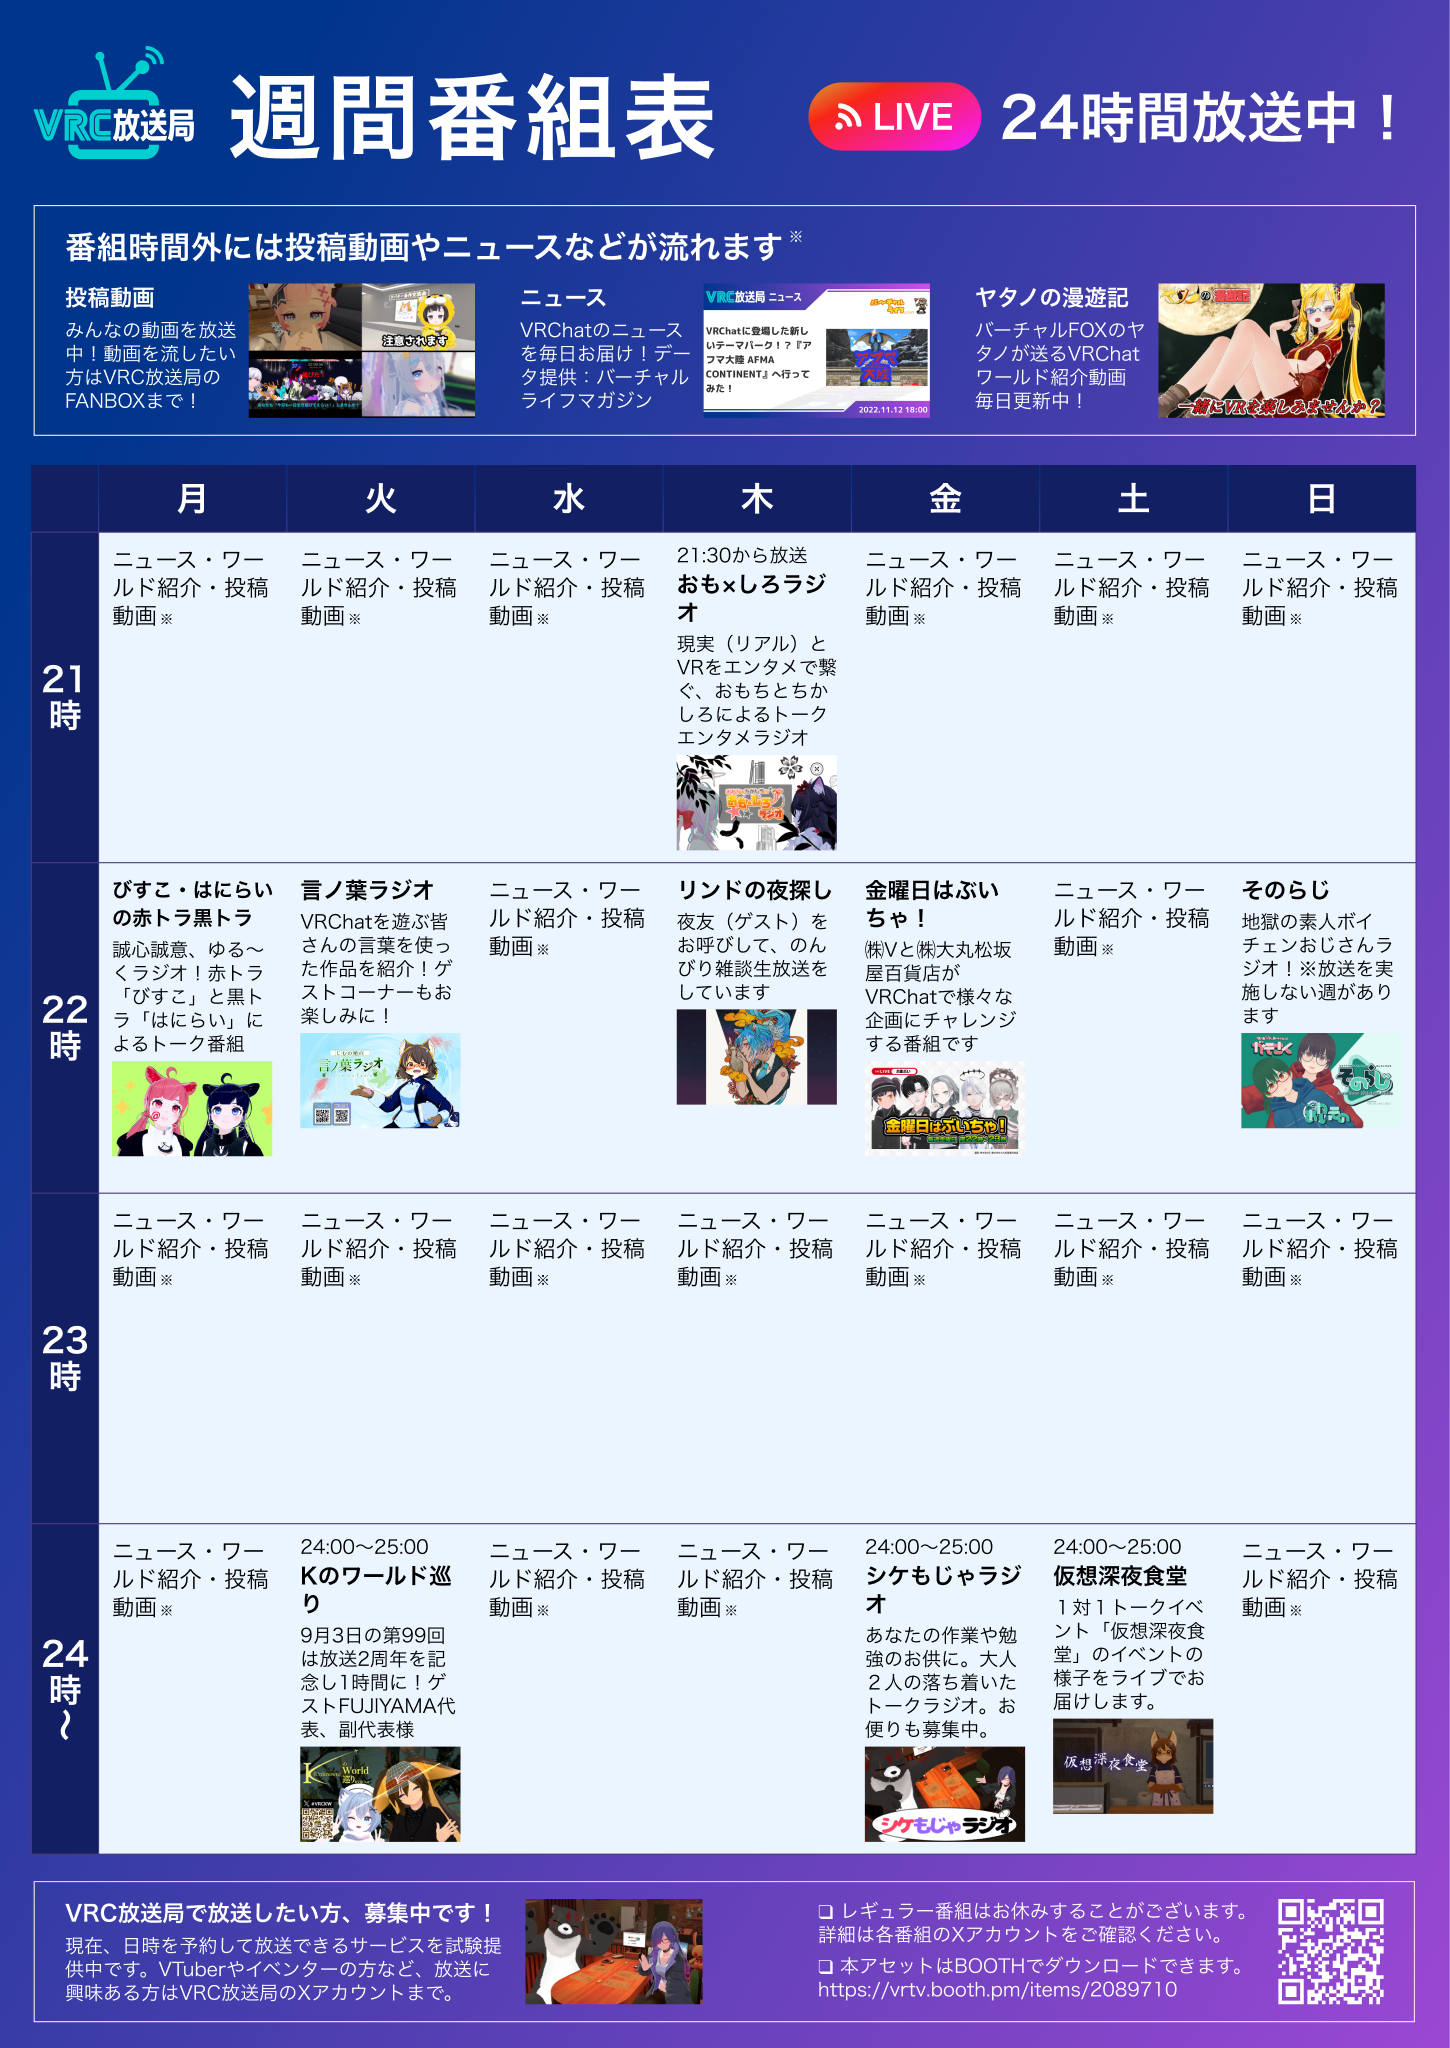 VRC放送局
週間番組表
LIVE
24時間放送中！
番組時間外には投稿動画やニュースなどが流れます※
投稿動画
みんなの動画を放送
中！動画を流したい
方はVRC放送局の
FANBOXまで！
注意されます
ニュース
VRChatのニュース
を毎日お届け！デー
タ提供：バーチャル
ライフマガジン
VRC放送局 ニュース
VRChatに登場した新し
いテーマパーク！？『ア
フマ大陸 AFMA
CONTINENT』へ行って
みた！
2022.11.12 18:00
ヤタノの漫遊記
バーチャルFOXのヤ
タノが送るVRChat
ワールド紹介動画
毎日更新中！
一緒にVRを楽しみませんか？
月
火
水
木
金
土
日
21
時
ニュース・ワー
ルド紹介・投稿
動画※
ニュース・ワー
ルド紹介・投稿
動画※
ニュース・ワー
ルド紹介・投稿
動画※
21:30から放送
おも×しろラジ
オ
現実（リアル）と
VRをエンタメで繋
ぐ、おもちとちか
しろによるトーク
エンタメラジオ
ニュース・ワー
ルド紹介・投稿
動画※
ニュース・ワー
ルド紹介・投稿
動画※
ニュース・ワー
ルド紹介・投稿
動画※
22
時
びすこ・はにらい
の赤トラ黒トラ
誠心誠意、ゆる～
くラジオ！赤トラ
「びすこ」と黒ト
ラ「はにらい」に
よるトーク番組
言ノ葉ラジオ
VRChatを遊ぶ皆
さんの言葉を使っ
た作品を紹介！ゲ
ストコーナーもお
楽しみに！
言ノ葉ラジオ
ニュース・ワー
ルド紹介・投稿
動画※
リンドの夜探し
夜友（ゲスト）を
お呼びして、のん
びり雑談生放送を
しています
金曜日はぶい
ちゃ！
㈱Vと㈱大丸松坂
屋百貨店が
VRChatで様々な
企画にチャレンジ
する番組です
金曜日はぶいちゃ！
ニュース・ワー
ルド紹介・投稿
動画※
そのらじ
地獄の素人ボイ
チェンおじさんラ
ジオ！※放送を実
施しない週があり
ます
そのらじ
23
時
ニュース・ワー
ルド紹介・投稿
動画※
ニュース・ワー
ルド紹介・投稿
動画※
ニュース・ワー
ルド紹介・投稿
動画※
ニュース・ワー
ルド紹介・投稿
動画※
ニュース・ワー
ルド紹介・投稿
動画※
ニュース・ワー
ルド紹介・投稿
動画※
ニュース・ワー
ルド紹介・投稿
動画※
24
時
～
ニュース・ワー
ルド紹介・投稿
動画※
24:00～25:00
Kのワールド巡
り
9月3日の第99回
は放送2周年を記
念し1時間に！ゲ
ストFUJIYAMA代
表、副代表様
World
巡り
#VRCKW
ニュース・ワー
ルド紹介・投稿
動画※
ニュース・ワー
ルド紹介・投稿
動画※
24:00～25:00
シケもじゃラジ
オ
あなたの作業や勉
強のお供に。大人
２人の落ち着いた
トークラジオ。お
便りも募集中。
シケもじゃラジオ
24:00～25:00
仮想深夜食堂
１対１トークイベ
ント「仮想深夜食
堂」のイベントの
様子をライブでお
届けします。
仮想深夜食堂
ニュース・ワー
ルド紹介・投稿
動画※
VRC放送局で放送したい方、募集中です！
現在、日時を予約して放送できるサービスを試験提
供中です。VTuberやイベンターの方など、放送に
興味ある方はVRC放送局のXアカウントまで。
❏ レギュラー番組はお休みすることがございます。
詳細は各番組のXアカウントをご確認ください。
❏ 本アセットはBOOTHでダウンロードできます。
https://vrtv.booth.pm/items/2089710